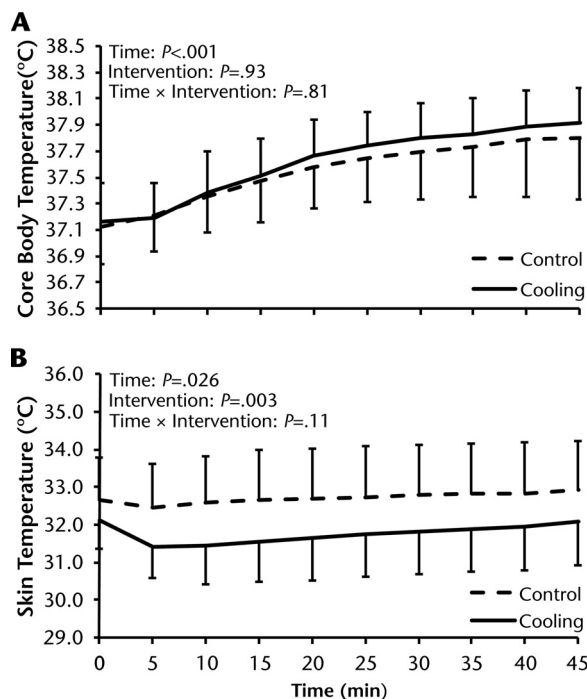 A
Core Body Temperature(°C)
38.5
38.3
38.1
37.9
37.7
37.5
37.3
37.1
36.9
36.7
36.5
Time: P<.001
Intervention: P=.93
Time × Intervention: P=.81
Control
Cooling
B
Skin Temperature (°C)
36.0
35.0
34.0
33.0
32.0
31.0
30.0
29.0
Time: P=.026
Intervention: P=.003
Time × Intervention: P=.11
Control
Cooling
0 5 10 15 20 25 30 35 40 45
Time (min)